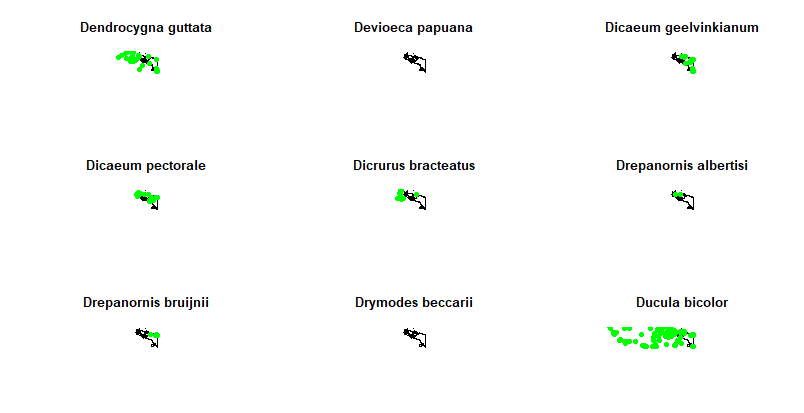 Dendrocygna guttata
Devioeca papuana
Dicaeum geelvinkianum
Dicaeum pectorale
Dicrurus bracteatus
Drepanornis albertisi
Drepanornis bruijnii
Drymodes beccarii
Ducula bicolor